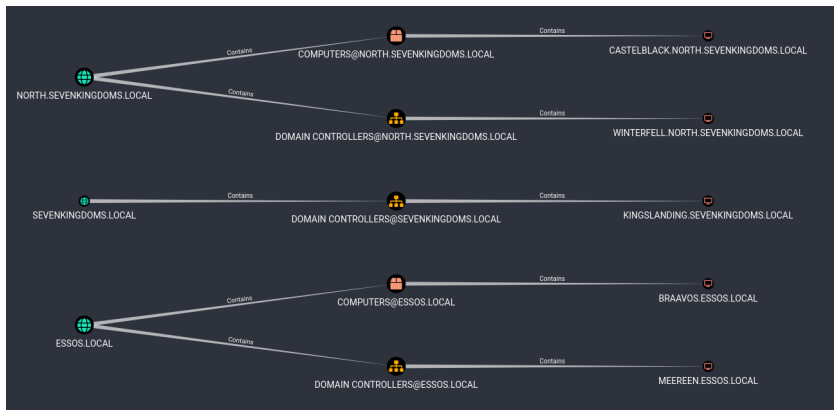 Contains
Contains
COMPUTERS@NORTH.SEVENKINGDOMS.LOCAL
CASTELBLACK.NORTH.SEVENKINGDOMS.LOCAL
NORTH.SEVENKINGDOMS.LOCAL
Contains
Contains
DOMAIN CONTROLLERS@NORTH.SEVENKINGDOMS.LOCAL
WINTERFELL.NORTH.SEVENKINGDOMS.LOCAL
Contains
Contains
SEVENKINGDOMS.LOCAL
DOMAIN CONTROLLERS@SEVENKINGDOMS.LOCAL
KINGSLANDING.SEVENKINGDOMS.LOCAL
Contains
Contains
COMPUTERS@ESSOS.LOCAL
BRAAVOS.ESSOS.LOCAL
ESSOS.LOCAL
Contains
Contains
DOMAIN CONTROLLERS@ESSOS.LOCAL
MEEREEN.ESSOS.LOCAL